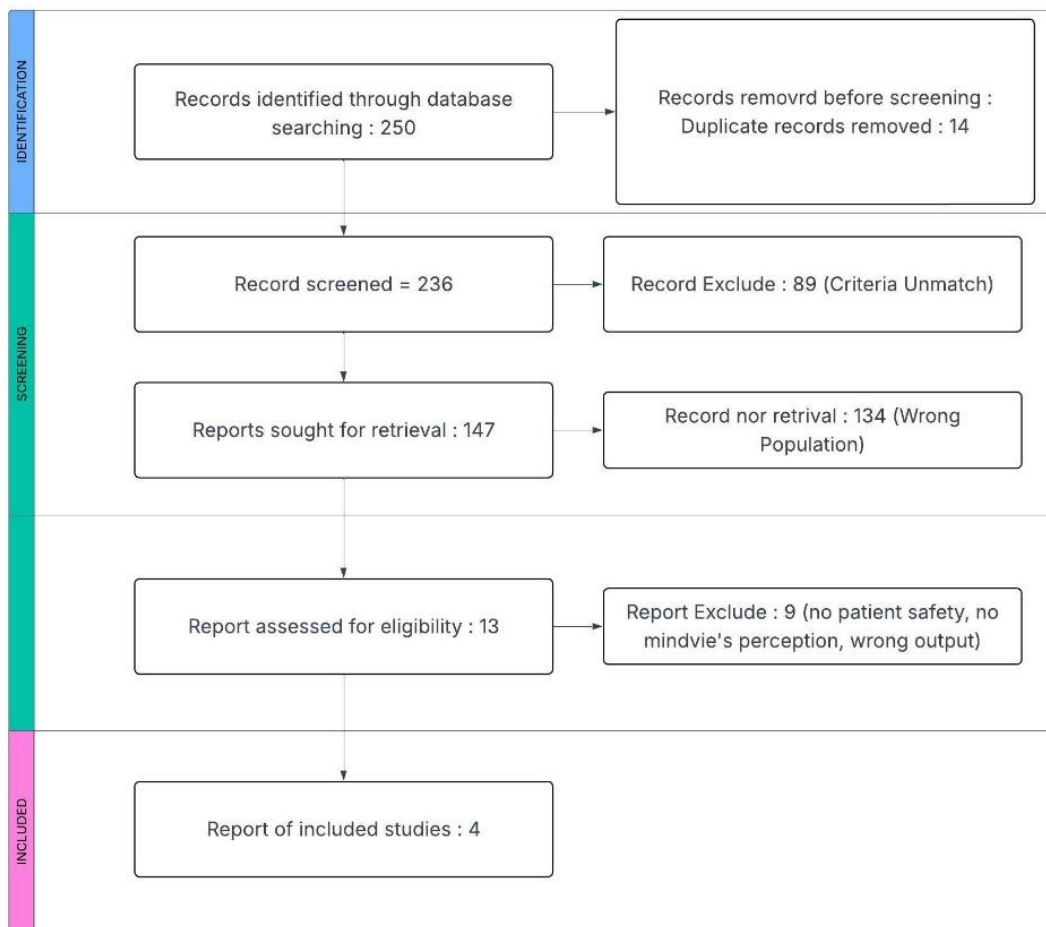 IDENTIFICATION
Records identified through database
searching : 250
Records removrd before screening :
Duplicate records removed : 14
SCREENING
Record screened = 236
Record Exclude : 89 (Criteria Unmatch)
Reports sought for retrieval : 147
Record nor retrival : 134 (Wrong
Population)
Report assessed for eligibility : 13
Report Exclude : 9 (no patient safety, no
mindvie's perception, wrong output)
INCLUDED
Report of included studies : 4